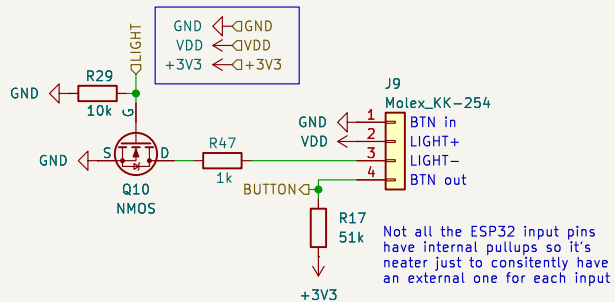 LIGHT
GND
GND
VDD
VDD
+3V3
+3V3
R29
GND
10k
G
J9
Molex_KK-254
GND
1
BTN in
VDD
2
LIGHT+
3
LIGHT-
4
BTN out
GND
S
D
R47
1k
Q10
NMOS
BUTTON
R17
51k
+3V3
Not all the ESP32 input pins
have internal pullups so it's
neater just to consitently have
an external one for each input